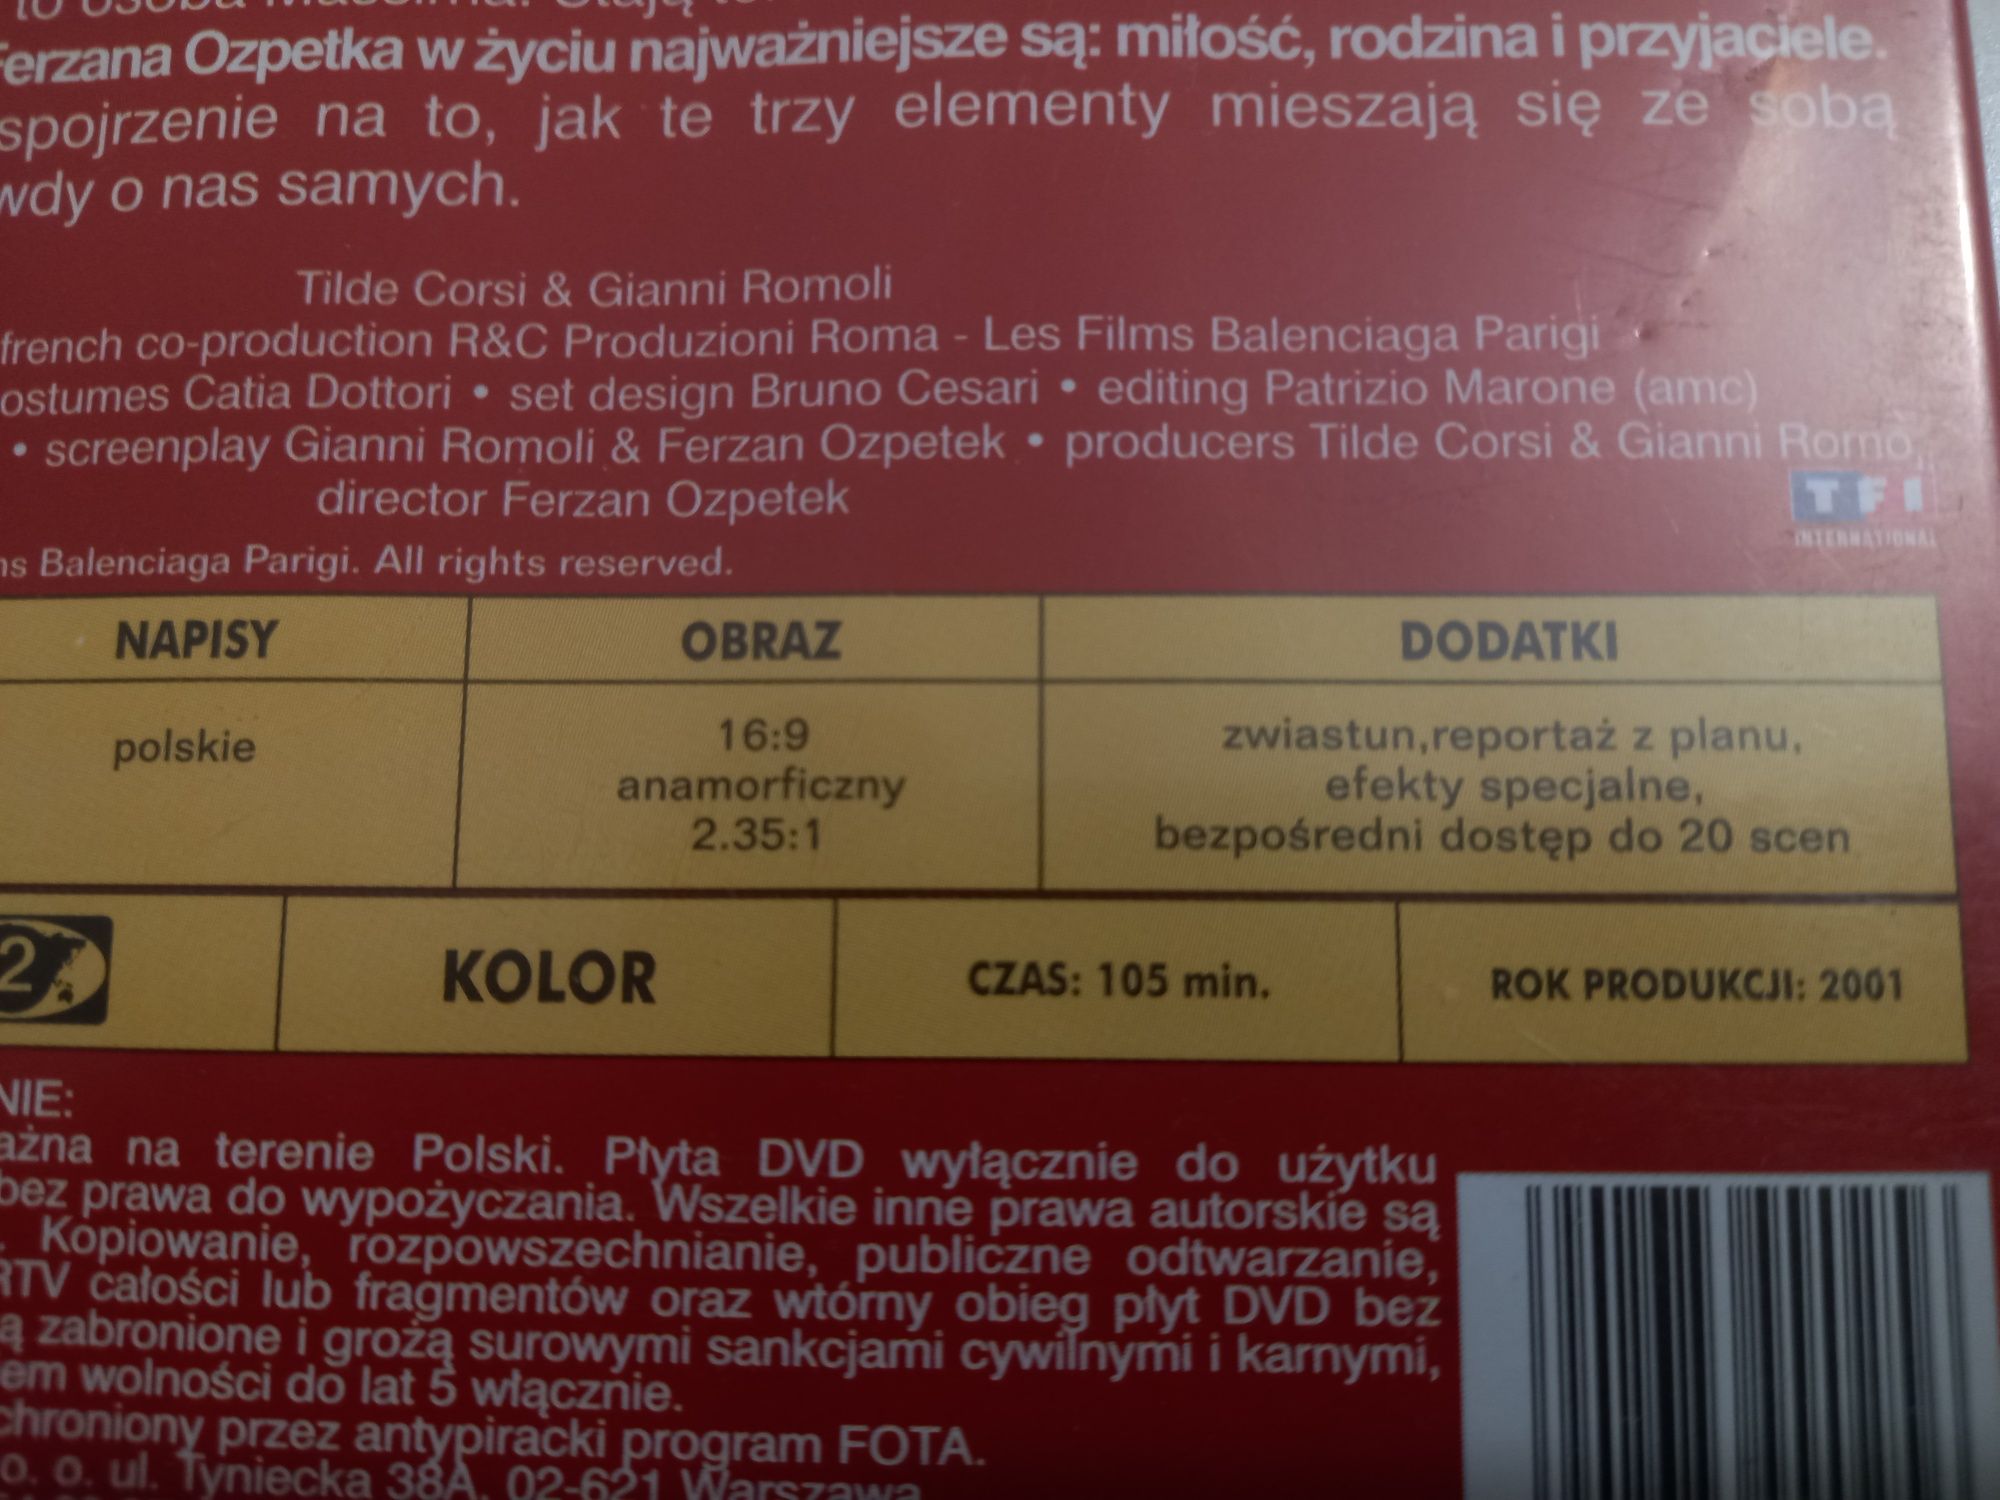 to osoba Massima. Stają
Ferzana Ozpetka w życiu najważniejsze są: miłość, rodzina i przyjaciele.
spojrzenie na to, jak te trzy elementy mieszają się ze sobą
wdy o nas samych.
Tilde Corsi & Gianni Romoli
french co-production R&C Produzioni Roma - Les Films Balenciaga Parigi
ostumes Catia Dottori • set design Bruno Cesari • editing Patrizio Marone (amc)
• screenplay Gianni Romoli & Ferzan Ozpetek • producers Tilde Corsi & Gianni Romo
director Ferzan Ozpetek
TF1
INTERNATIONAL
ms Balenciaga Parigi. All rights reserved.
NAPISY OBRAZ DODATKI
polskie
16:9
anamorficzny
2.35:1
zwiastun,reportaż z planu,
efekty specjalne,
bezpośredni dostęp do 20 scen
2 KOLOR CZAS: 105 min. ROK PRODUKCJI: 2001
NIE:
ażna na terenie Polski. Płyta DVD wyłącznie do użytku
bez prawa do wypożyczania. Wszelkie inne prawa autorskie są
. Kopiowanie, rozpowszechnianie, publiczne odtwarzanie,
RTV całości lub fragmentów oraz wtórny obieg płyt DVD bez
ą zabronione i grożą surowymi sankcjami cywilnymi i karnymi,
em wolności do lat 5 włącznie.
chroniony przez antypiracki program FOTA.
o. o. ul. Tyniecka 38A, 02-621 Warszawa